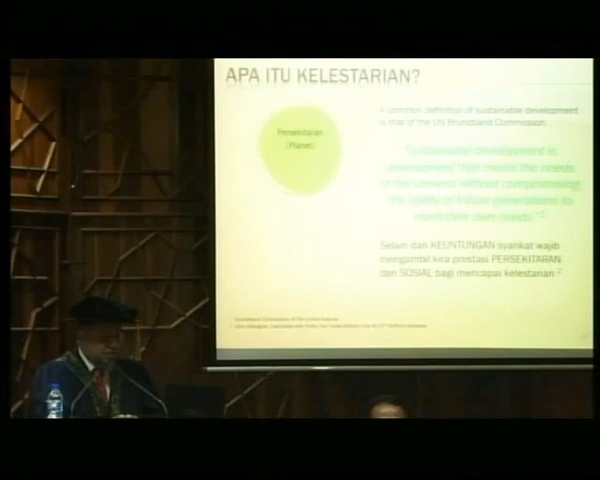 APA ITU KELESTARIAN?
Persekitaran
(Planet)
A common definition of sustainable development
is that of the UN Brundtland Commission:
"Sustainable development is
development that meets the needs
of the present without compromising
the ability of future generations to
meet their own needs."
Selain dari KEUNTUNGAN syarikat wajib
mengambil kira prestasi PERSEKITARAN
dan SOSIAL bagi mencapai kelestarian.